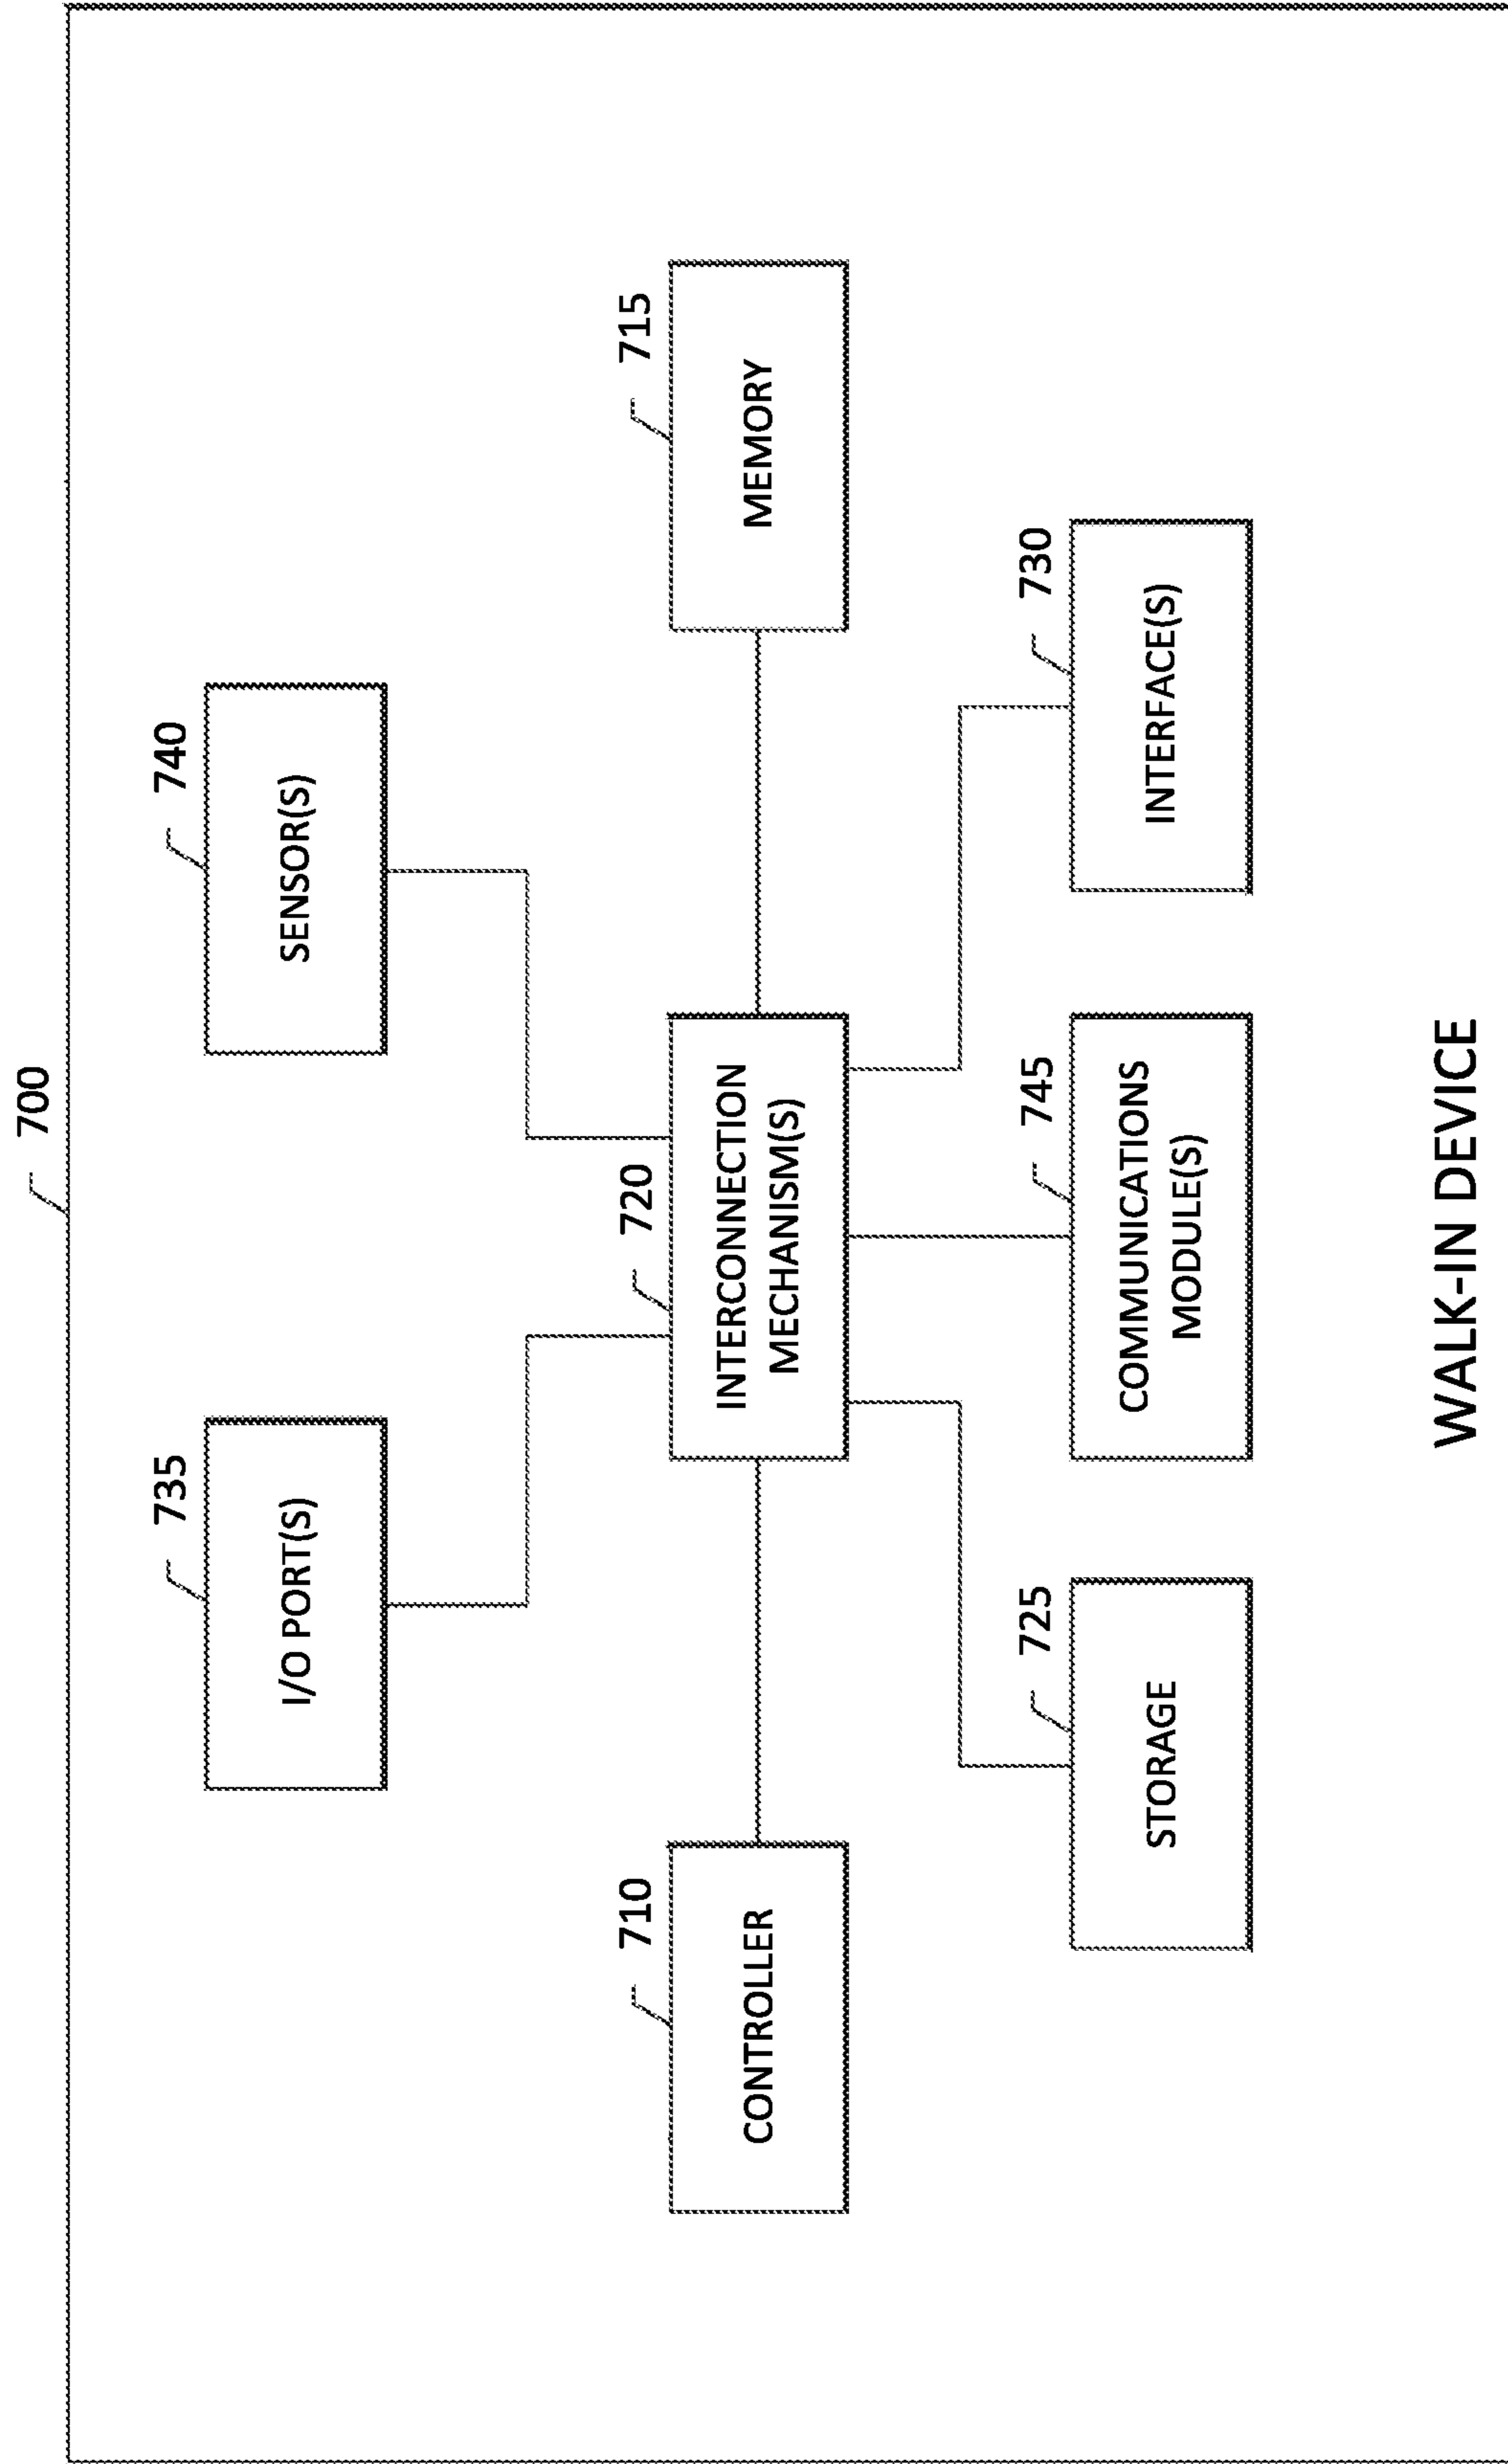 700
735
I/O PORT(S)
740
SENSOR(S)
710
CONTROLLER
720
INTERCONNECTION
MECHANISM(S)
715
MEMORY
725
STORAGE
745
COMMUNICATIONS
MODULE(S)
730
INTERFACE(S)
WALK-IN DEVICE